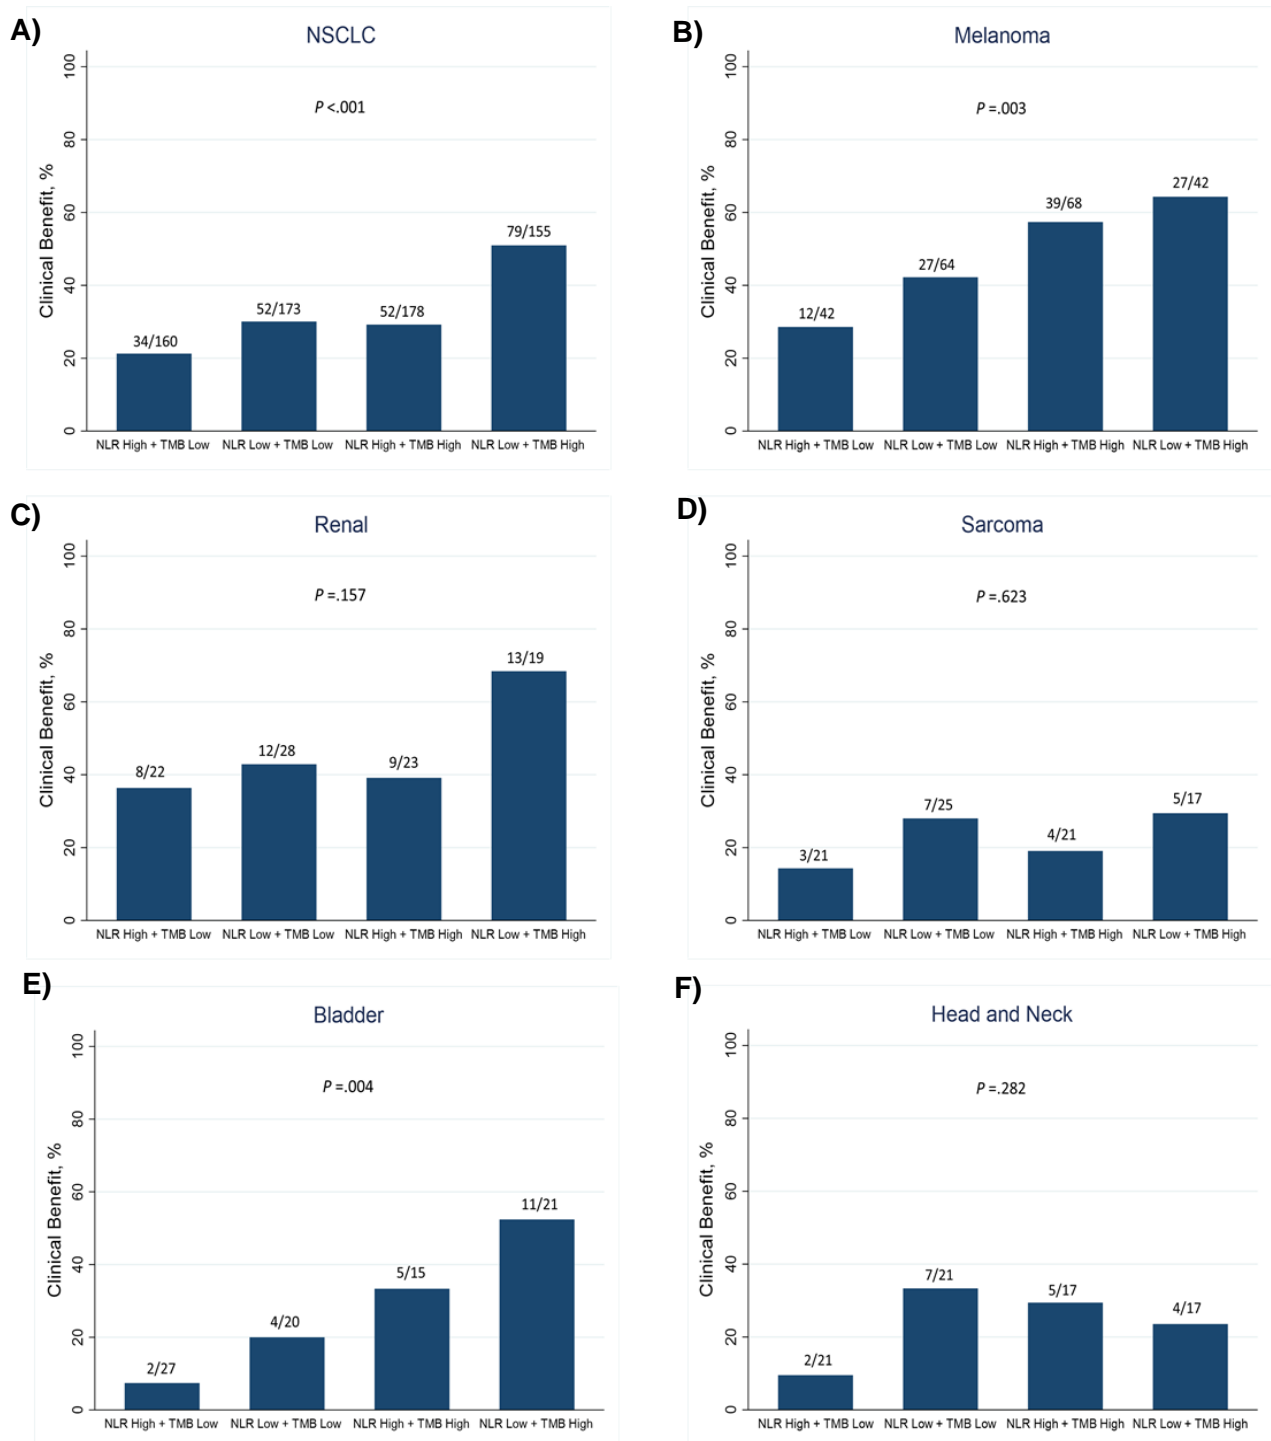 A)
NSCLC
P <.001
Clinical Benefit, %
100
80
60
40
20
0
34/160
52/173
52/178
79/155
NLR High + TMB Low
NLR Low + TMB Low
NLR High + TMB High
NLR Low + TMB High
B)
Melanoma
P =.003
Clinical Benefit, %
100
80
60
40
20
0
12/42
27/64
39/68
27/42
NLR High + TMB Low
NLR Low + TMB Low
NLR High + TMB High
NLR Low + TMB High
C)
Renal
P =.157
Clinical Benefit, %
100
80
60
40
20
0
8/22
12/28
9/23
13/19
NLR High + TMB Low
NLR Low + TMB Low
NLR High + TMB High
NLR Low + TMB High
D)
Sarcoma
P =.623
Clinical Benefit, %
100
80
60
40
20
0
3/21
7/25
4/21
5/17
NLR High + TMB Low
NLR Low + TMB Low
NLR High + TMB High
NLR Low + TMB High
E)
Bladder
P =.004
Clinical Benefit, %
100
80
60
40
20
0
2/27
4/20
5/15
11/21
NLR High + TMB Low
NLR Low + TMB Low
NLR High + TMB High
NLR Low + TMB High
F)
Head and Neck
P =.282
Clinical Benefit, %
100
80
60
40
20
0
2/21
7/21
5/17
4/17
NLR High + TMB Low
NLR Low + TMB Low
NLR High + TMB High
NLR Low + TMB High